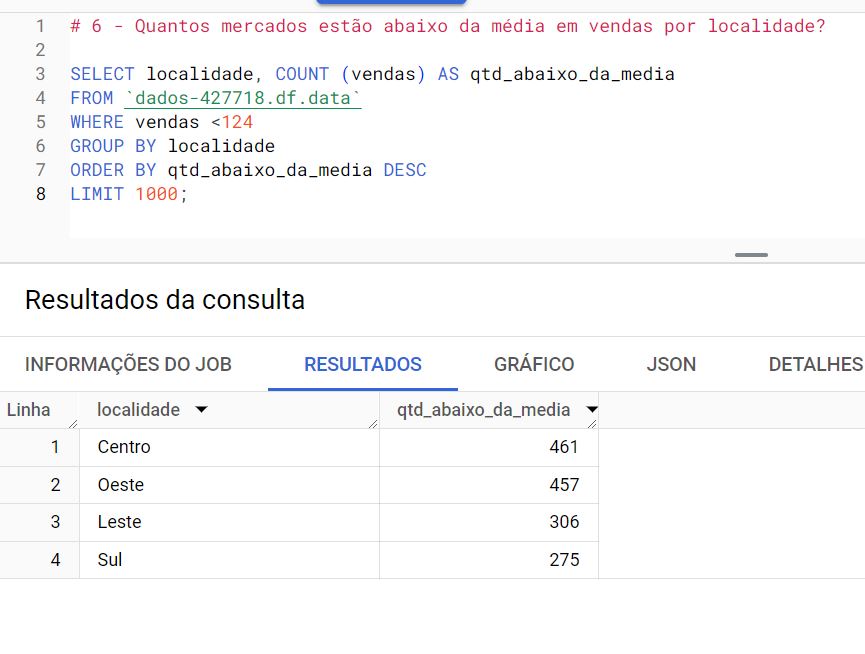 1 # 6 - Quantos mercados estão abaixo da média em vendas por localidade?
2
3 SELECT localidade, COUNT (vendas) AS qtd_abaixo_da_media
4 FROM `dados-427718.df.data`
5 WHERE vendas <124
6 GROUP BY localidade
7 ORDER BY qtd_abaixo_da_media DESC
8 LIMIT 1000;
Resultados da consulta
INFORMAÇÕES DO JOB RESULTADOS GRÁFICO JSON DETALHES
Linha localidade qtd_abaixo_da_media
1 Centro 461
2 Oeste 457
3 Leste 306
4 Sul 275